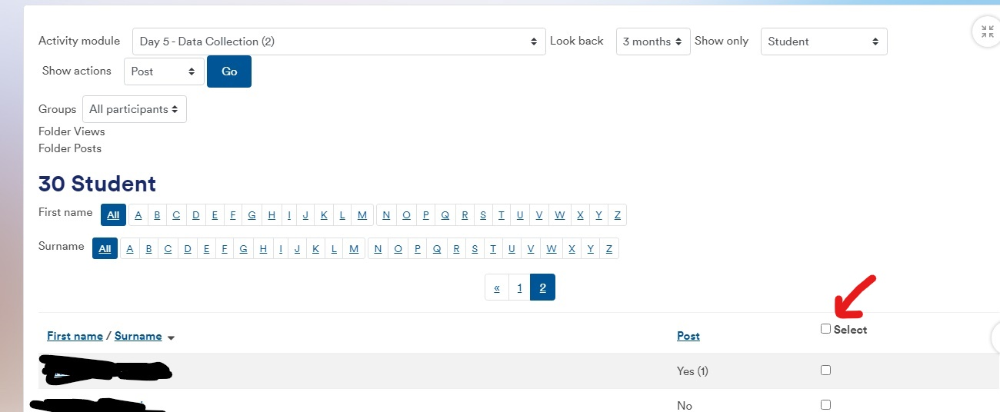 Activity module Day 5 - Data Collection (2) Look back 3 months Show only Student
Show actions Post Go
Groups All participants
Folder Views
Folder Posts
30 Student
First name All A B C D E F G H I J K L M N O P Q R S T U V W X Y Z
Surname All A B C D E F G H I J K L M N O P Q R S T U V W X Y Z
« 1 2
First name / Surname Post Select
Yes (1)
No